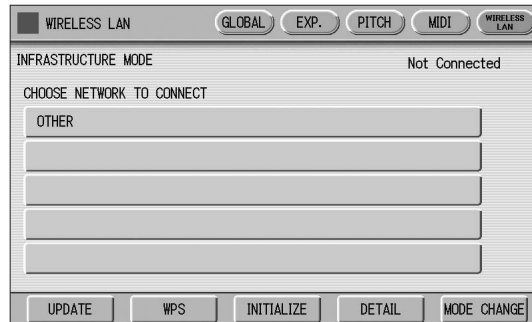 WIRELESS LAN GLOBAL EXP. PITCH MIDI WIRELESS LAN
INFRASTRUCTURE MODE Not Connected
CHOOSE NETWORK TO CONNECT
OTHER
UPDATE WPS INITIALIZE DETAIL MODE CHANGE